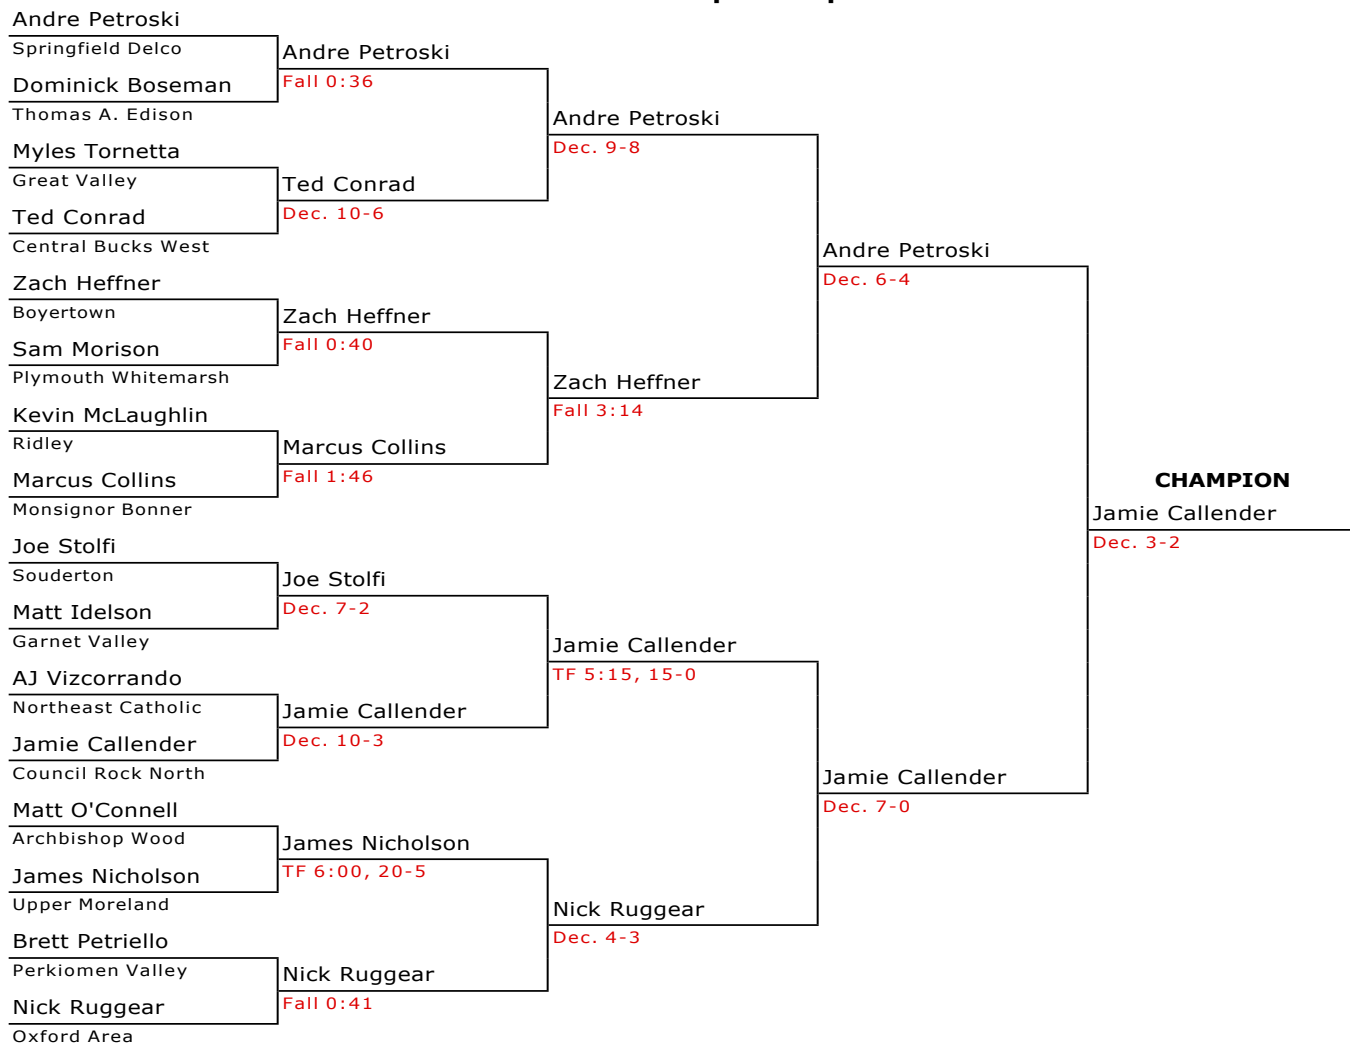 Andre Petroski
Springfield Delco
Andre Petroski
Fall 0:36
Dominick Boseman
Thomas A. Edison
Andre Petroski
Dec. 9-8
Myles Tornetta
Great Valley
Ted Conrad
Dec. 10-6
Ted Conrad
Central Bucks West
Andre Petroski
Dec. 6-4
Zach Heffner
Boyertown
Zach Heffner
Fall 0:40
Sam Morison
Plymouth Whitemarsh
Zach Heffner
Fall 3:14
Kevin McLaughlin
Ridley
Marcus Collins
Fall 1:46
Marcus Collins
Monsignor Bonner
CHAMPION
Jamie Callender
Dec. 3-2
Joe Stolfi
Souderton
Joe Stolfi
Dec. 7-2
Matt Idelson
Garnet Valley
Jamie Callender
TF 5:15, 15-0
AJ Vizcorrando
Northeast Catholic
Jamie Callender
Dec. 10-3
Jamie Callender
Council Rock North
Jamie Callender
Dec. 7-0
Matt O'Connell
Archbishop Wood
James Nicholson
TF 6:00, 20-5
James Nicholson
Upper Moreland
Nick Ruggear
Dec. 4-3
Brett Petriello
Perkiomen Valley
Nick Ruggear
Fall 0:41
Nick Ruggear
Oxford Area